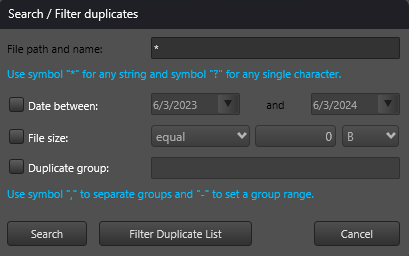 Search / Filter duplicates
File path and name: *
Use symbol "*" for any string and symbol "?" for any single character.
Date between: 6/3/2023 and 6/3/2024
File size: equal 0 B
Duplicate group:
Use symbol "," to separate groups and "-" to set a group range.
Search Filter Duplicate List Cancel